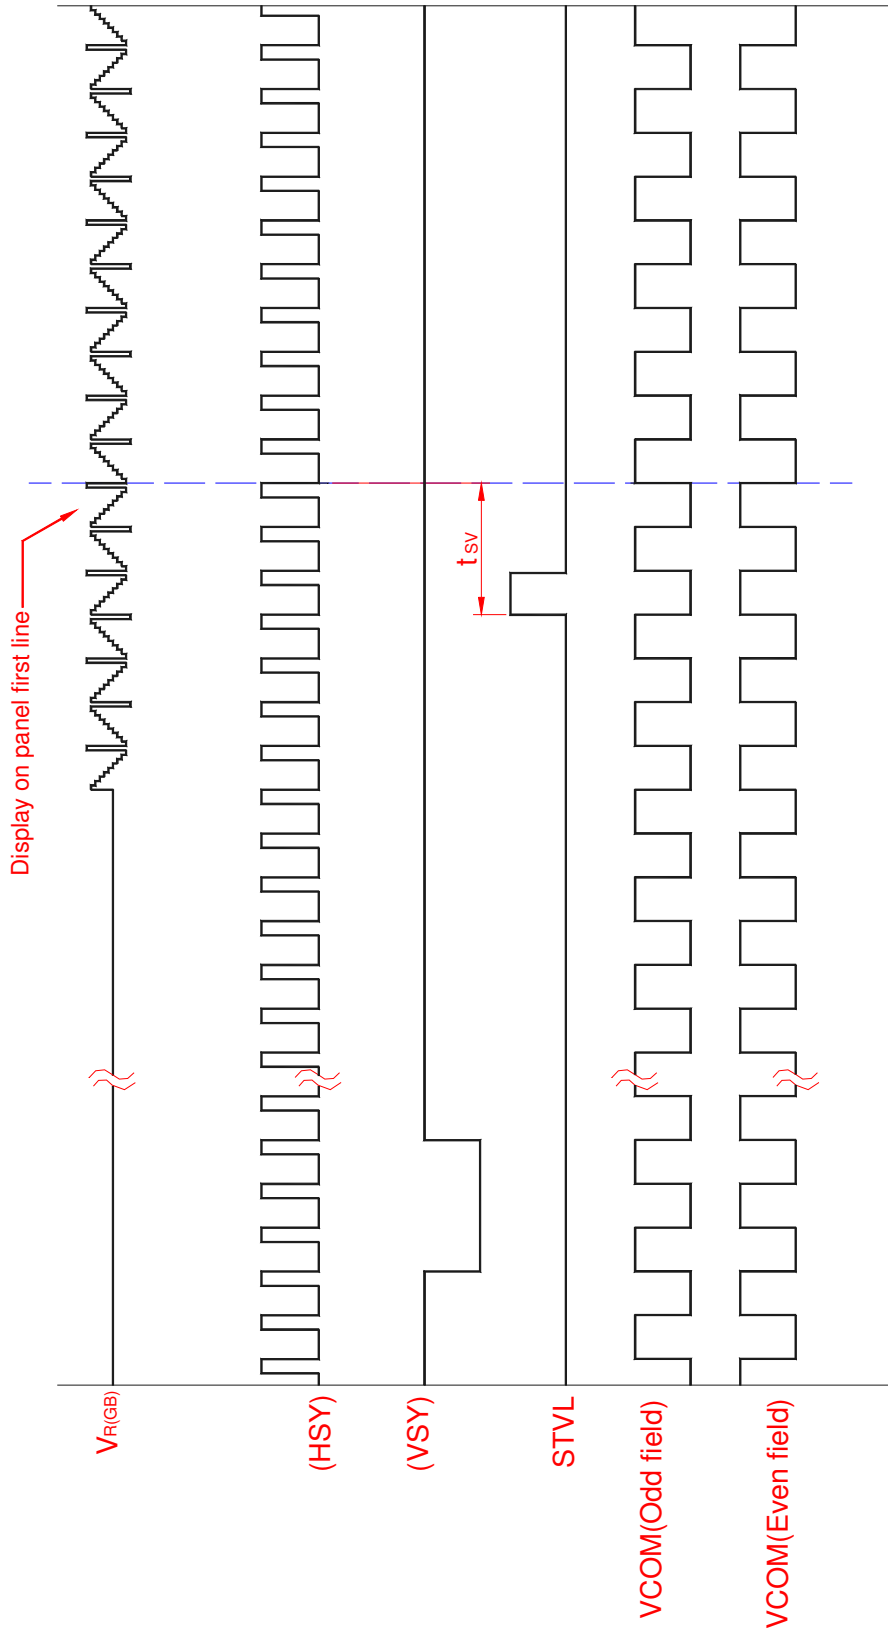 Display on panel first line
VR(GB)
(HSY)
(VSY)
tsv
STVL
VCOM(Odd field)
VCOM(Even field)